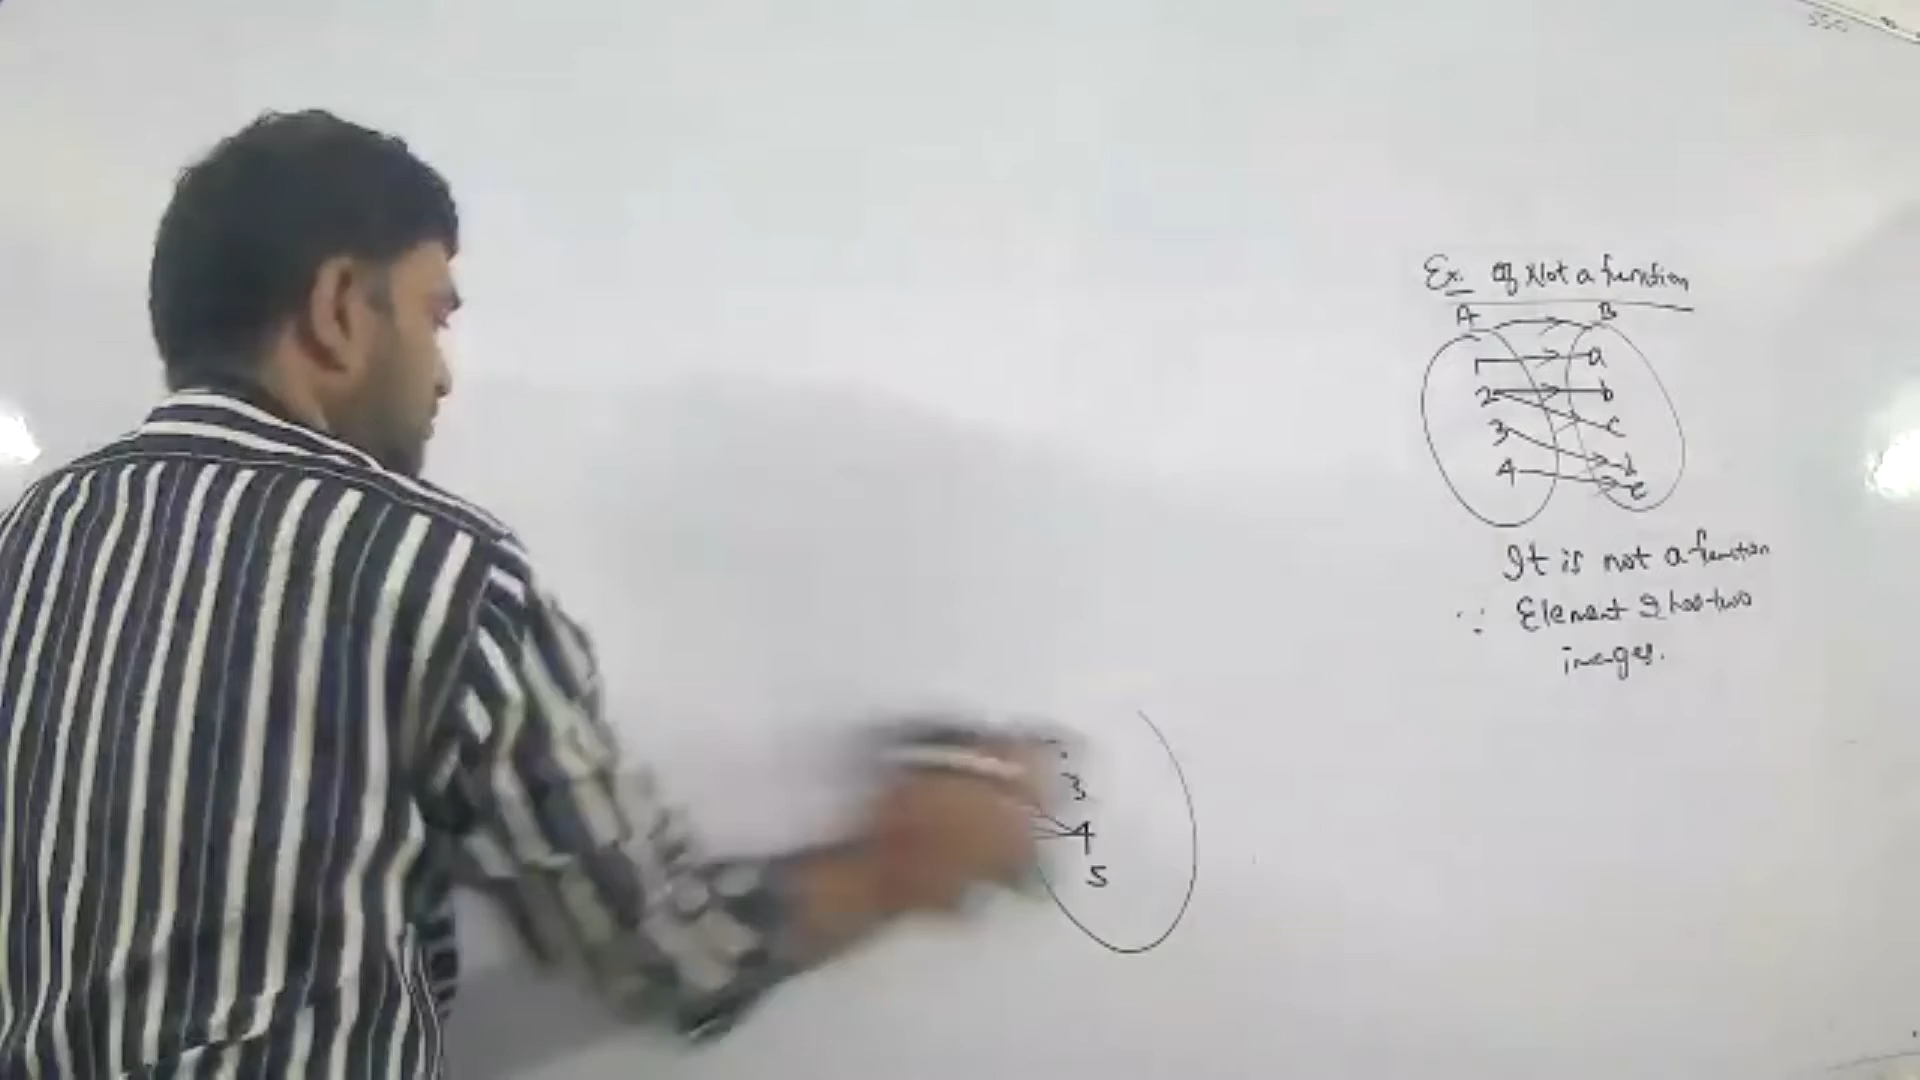 SSC
Ex. Of Not a function
A B
1 a
2 b
3 c
4 d
e
It is not a function
∵ Element 2 has two
images.
3
4
5